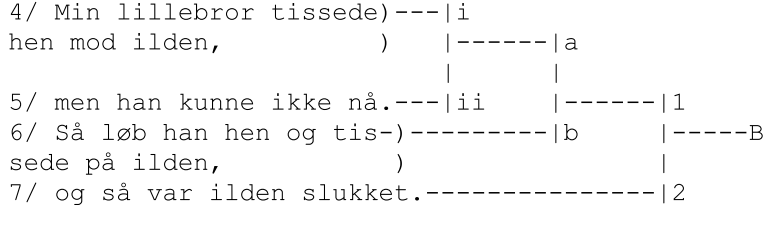 4/ Min lillebror tissede)---|i
hen mod ilden,          )   |------|a
                            |      |
5/ men han kunne ikke nå.---|ii    |------|1
6/ Så løb han hen og tis-)---------|b     |-----B
sede på ilden,           )                |
7/ og så var ilden slukket.---------------|2